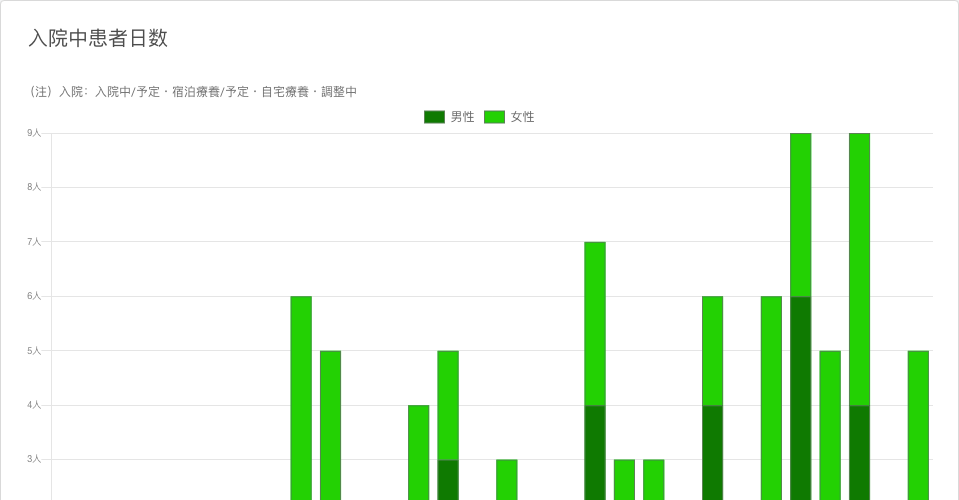 入院中患者日数
（注）入院：入院中/予定・宿泊療養/予定・自宅療養・調整中
男性 女性
9人
8人
7人
6人
5人
4人
3人